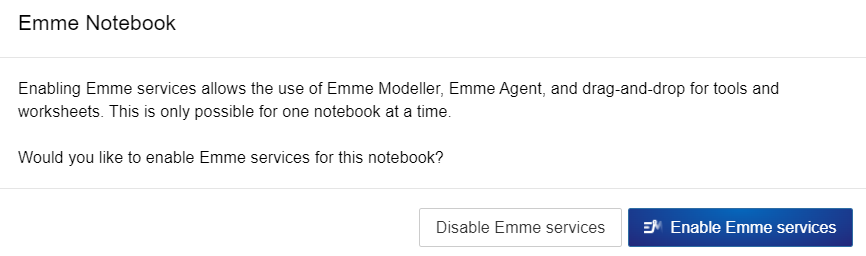 Emme Notebook
Enabling Emme services allows the use of Emme Modeller, Emme Agent, and drag-and-drop for tools and
worksheets. This is only possible for one notebook at a time.
Would you like to enable Emme services for this notebook?
Disable Emme services
Enable Emme services